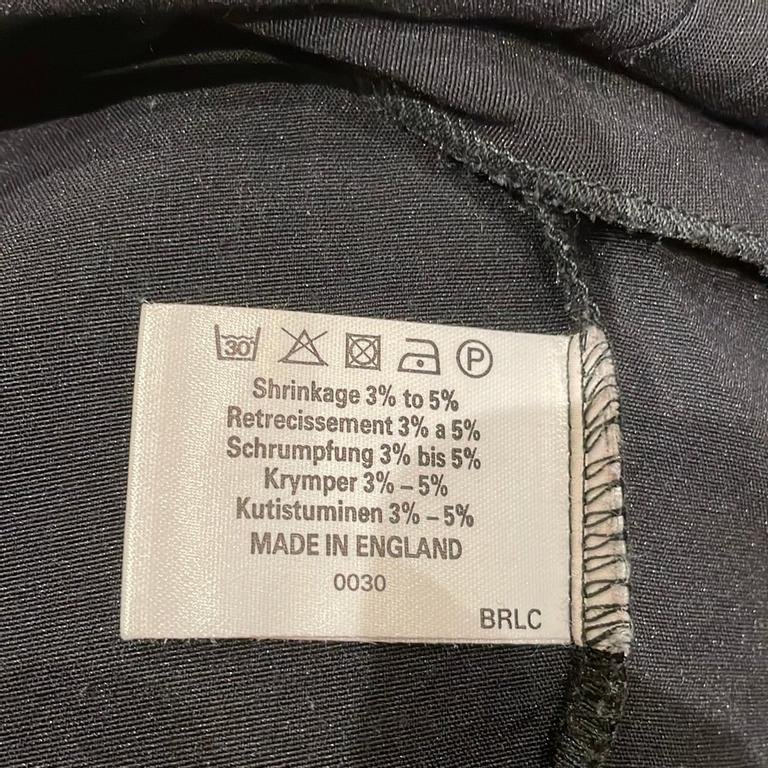 30 P
Shrinkage 3% to 5%
Retrecissement 3% a 5%
Schrumpfung 3% bis 5%
Krymper 3% – 5%
Kutistuminen 3% – 5%
MADE IN ENGLAND
0030
BRLC